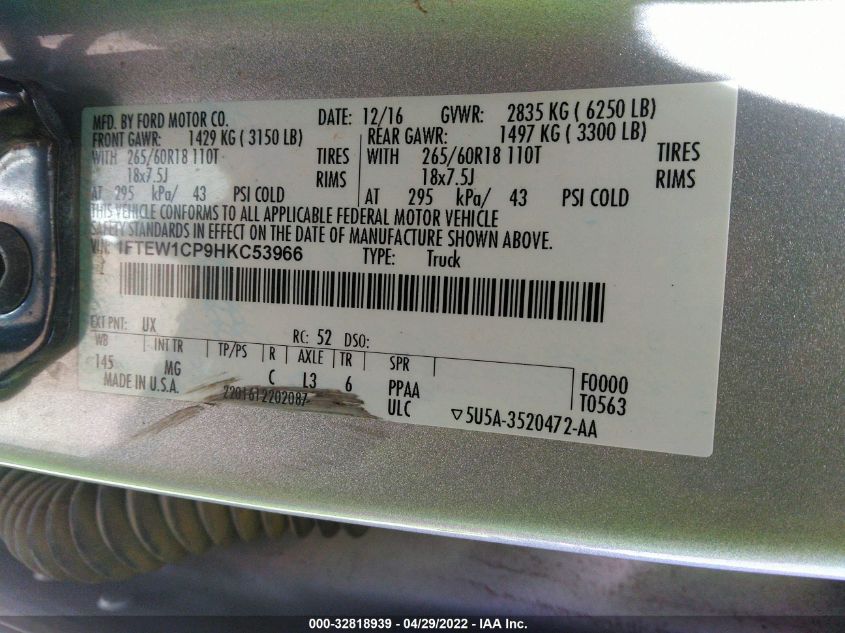 MFD. BY FORD MOTOR CO. DATE: 12/16 GVWR: 2835 KG ( 6250 LB)
FRONT GAWR: 1429 KG ( 3150 LB) REAR GAWR: 1497 KG ( 3300 LB)
WITH 265/60R18 110T TIRES WITH 265/60R18 110T TIRES
18x7.5J RIMS 18x7.5J RIMS
AT 295 kPa/ 43 PSI COLD AT 295 kPa/ 43 PSI COLD
THIS VEHICLE CONFORMS TO ALL APPLICABLE FEDERAL MOTOR VEHICLE
SAFETY STANDARDS IN EFFECT ON THE DATE OF MANUFACTURE SHOWN ABOVE.
VIN: 1FTEW1CP9HKC53966 TYPE: Truck
EXT PNT: UX RC: 52 DSO:
WB INT TR TP/PS R AXLE TR SPR
145 MG C L3 6 PPAA F0000
MADE IN U.S.A. 2201612202087 ULC T0563
▽5U5A-3520472-AA
000-32818939 - 04/29/2022 - IAA Inc.